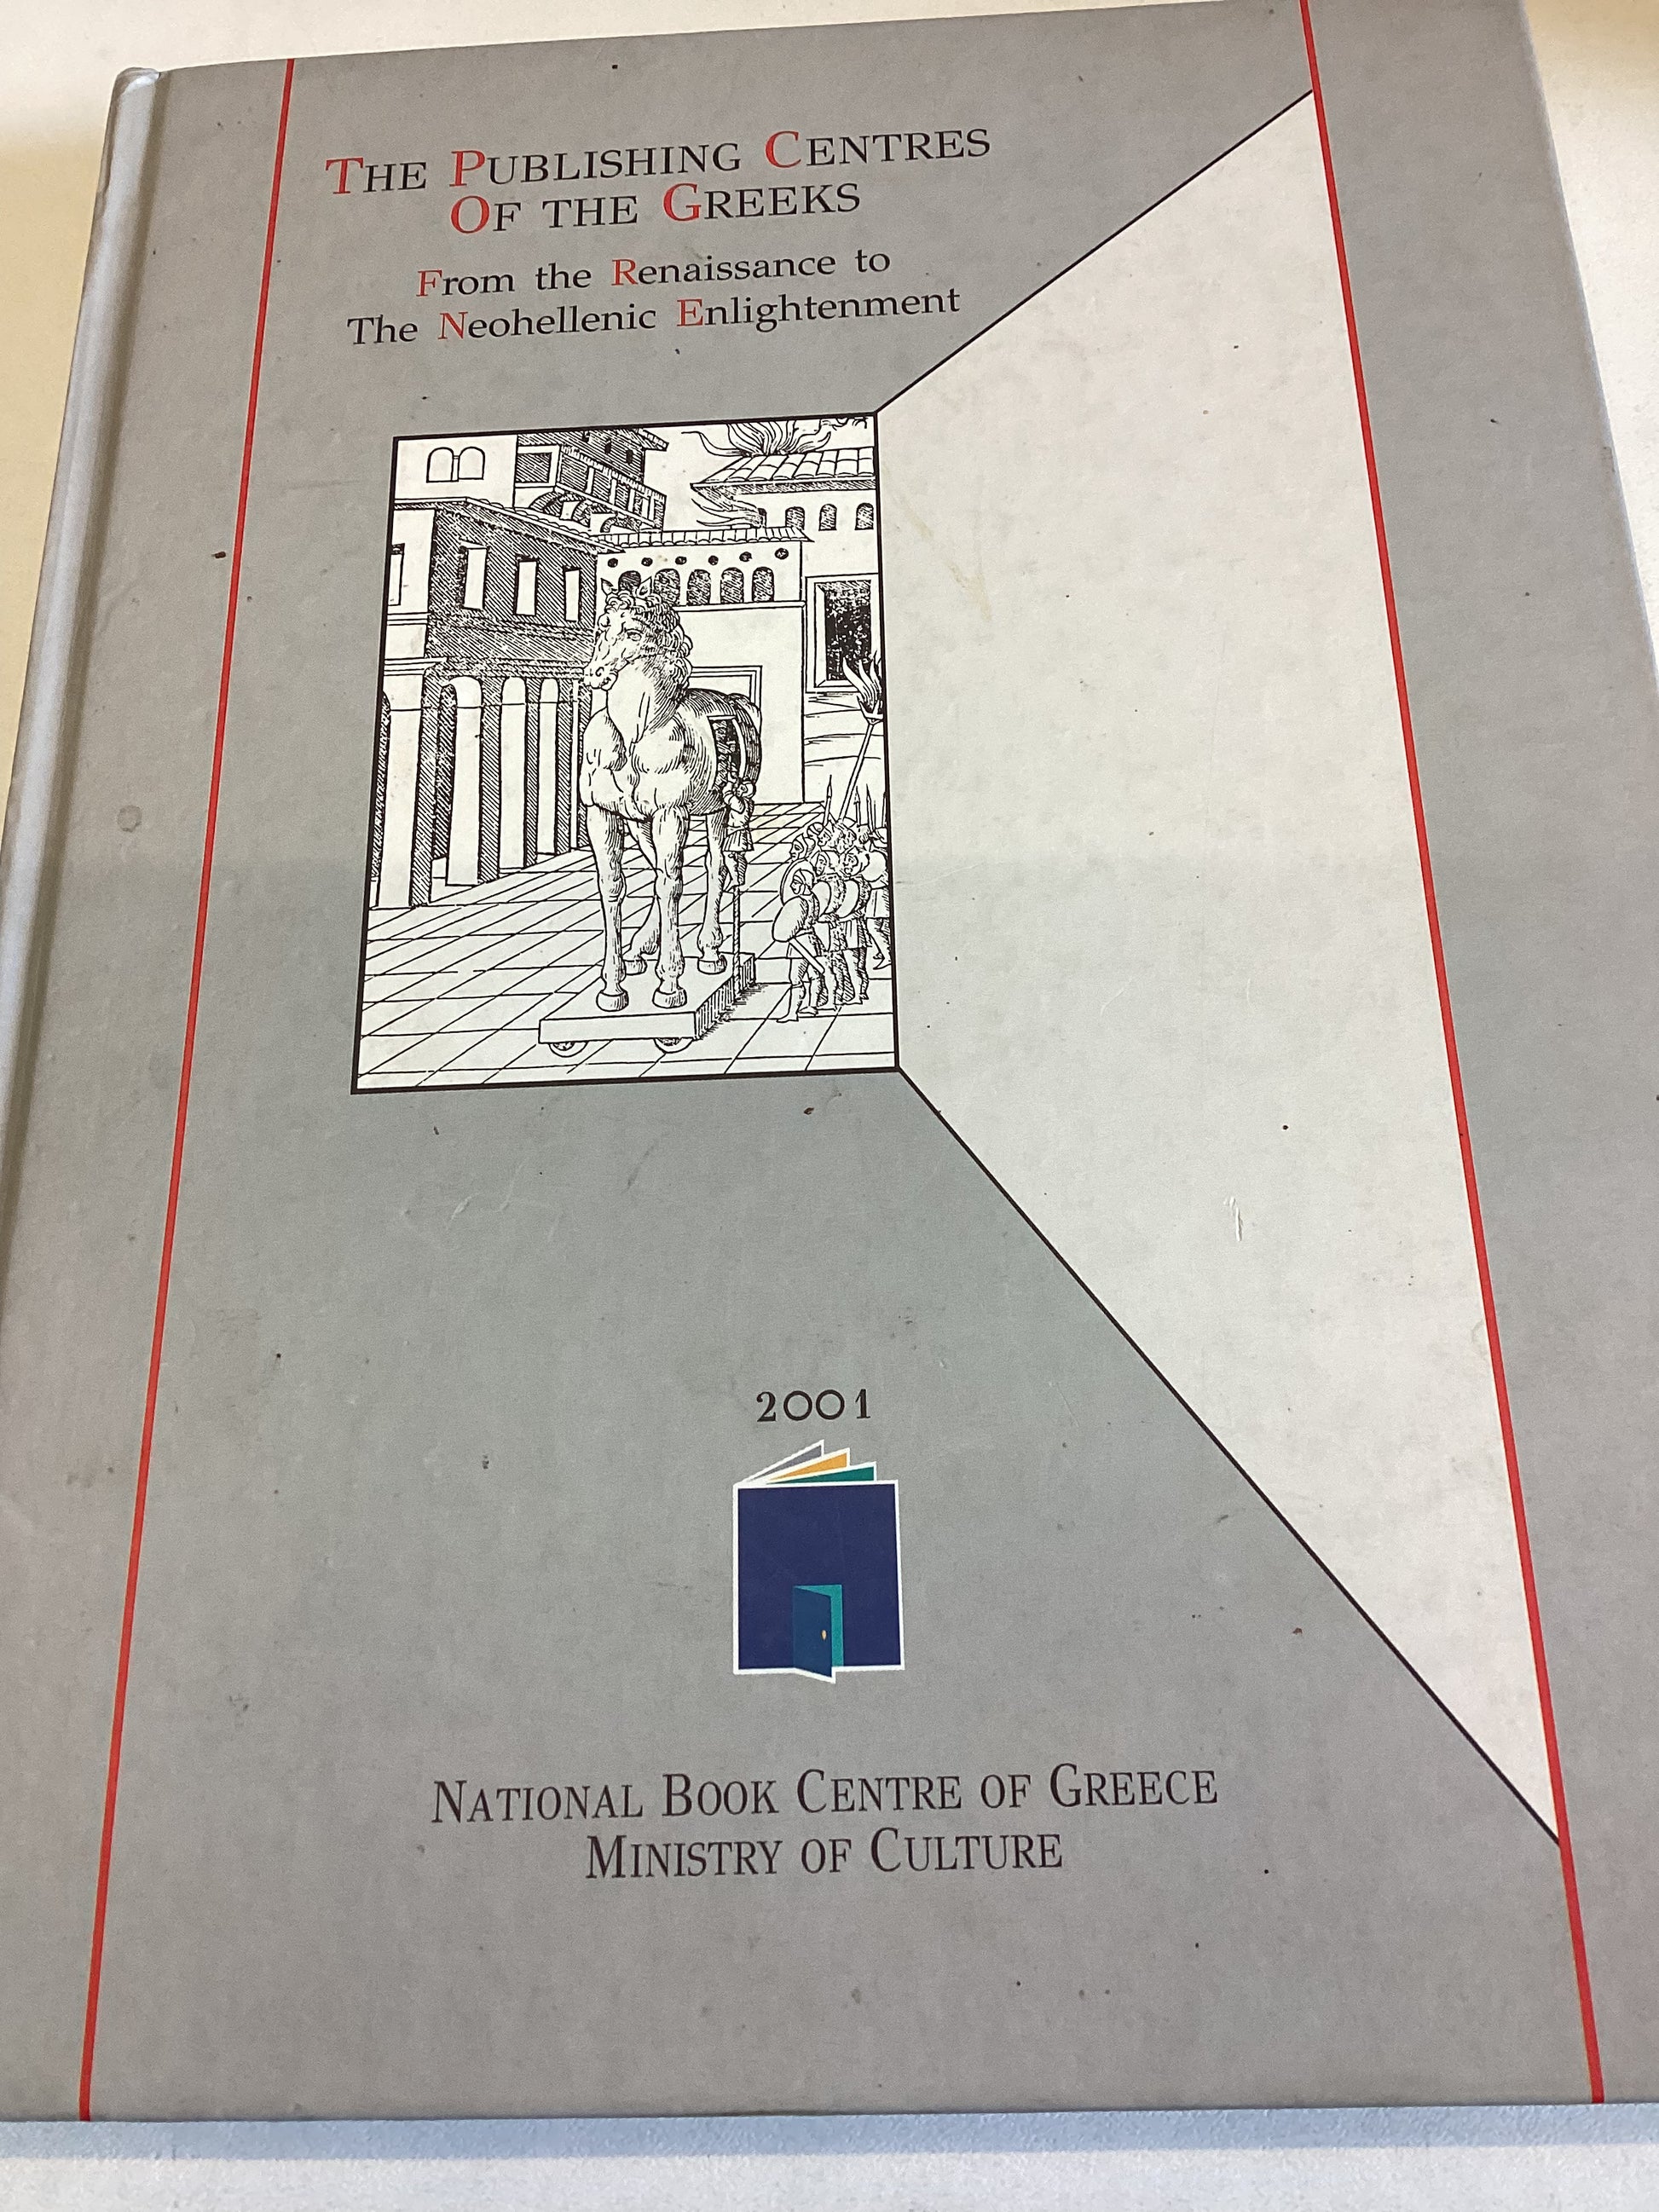 THE PUBLISHING CENTRES
OF THE GREEKS
From the Renaissance to
The Neohellenic Enlightenment
2001
NATIONAL BOOK CENTRE OF GREECE
MINISTRY OF CULTURE